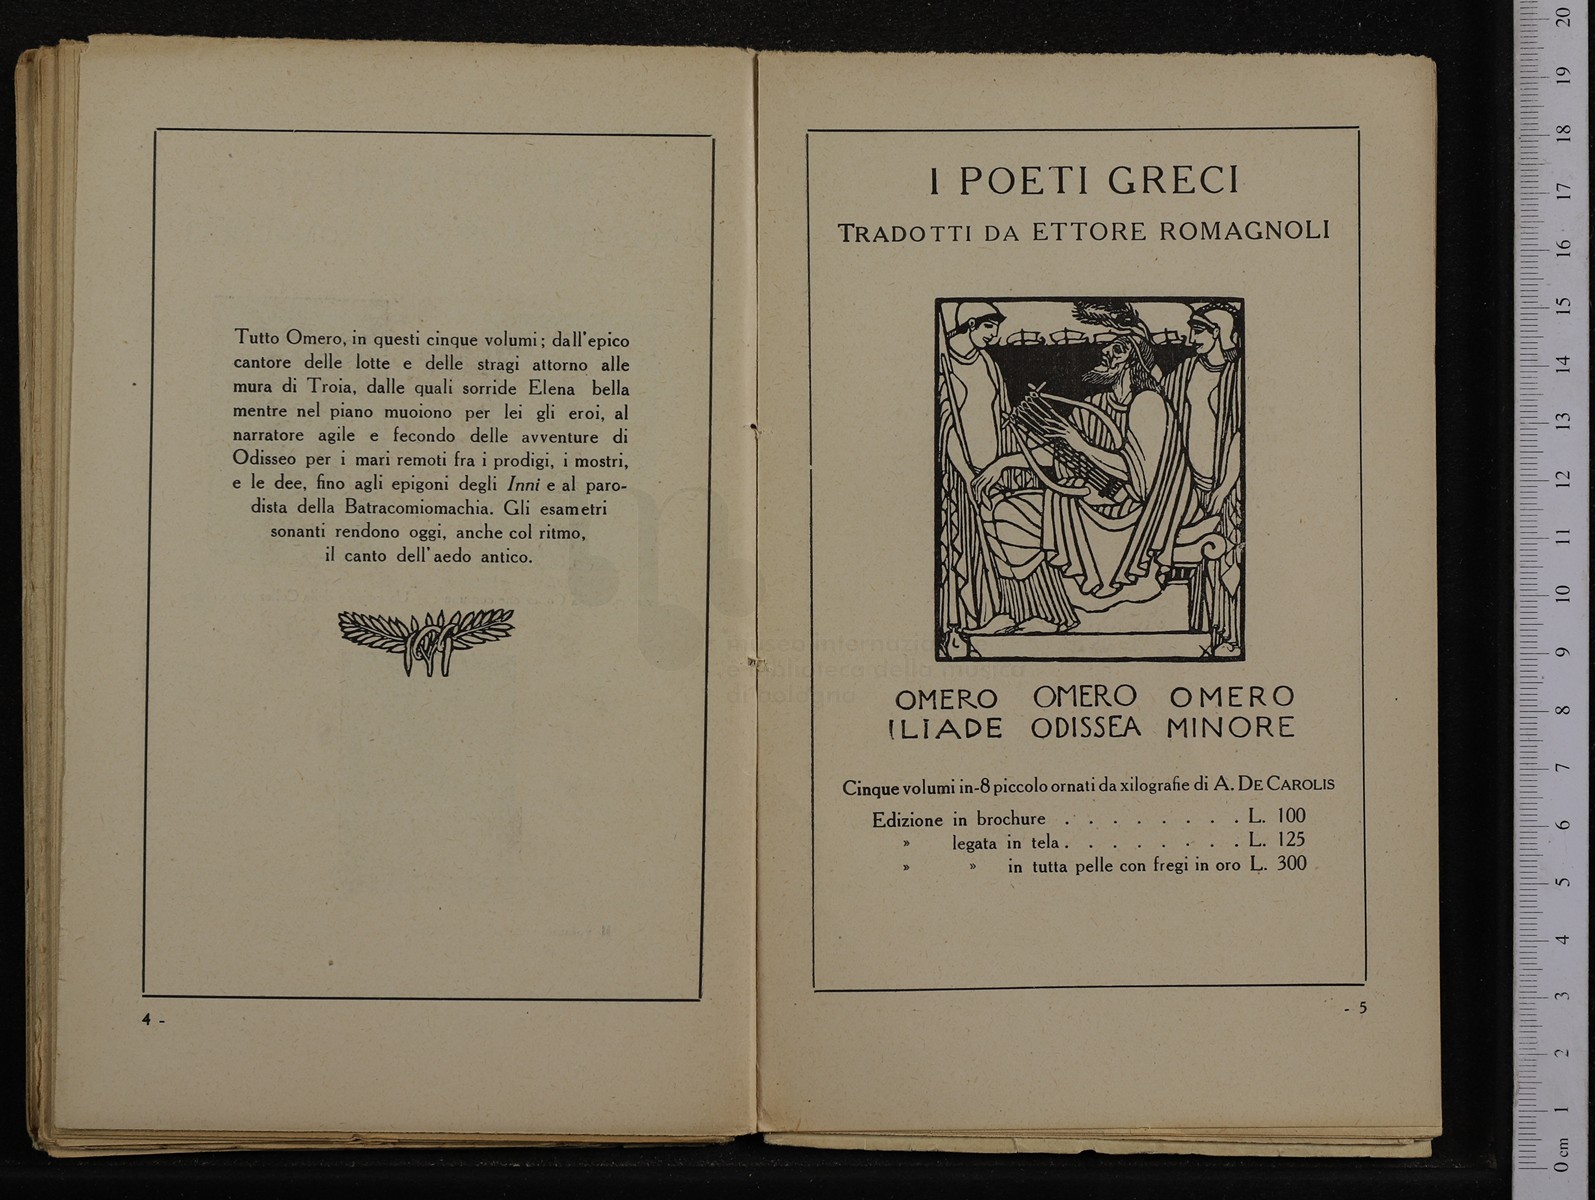 Tutto Omero, in questi cinque volumi; dall'epico
cantore delle lotte e delle stragi attorno alle
mura di Troia, dalle quali sorride Elena bella
mentre nel piano muoiono per lei gli eroi, al
narratore agile e fecondo delle avventure di
Odisseo per i mari remoti fra i prodigi, i mostri,
e le dee, fino agli epigoni degli Inni e al paro-
dista della Batracomiomachia. Gli esametri
sonanti rendono oggi, anche col ritmo,
il canto dell'aedo antico.
4 -
I POETI GRECI
TRADOTTI DA ETTORE ROMAGNOLI
OMERO OMERO OMERO
ILIADE ODISSEA MINORE
Cinque volumi in-8 piccolo ornati da xilografie di A. DE CAROLIS
Edizione in brochure . . . . . . . . L. 100
» legata in tela . . . . . . . . L. 125
» » in tutta pelle con fregi in oro L. 300
- 5
museo internazi
e biblioteca della musica
di bologna
20
19
18
17
16
15
14
13
12
11
10
9
8
7
6
5
4
3
2
1
0 cm